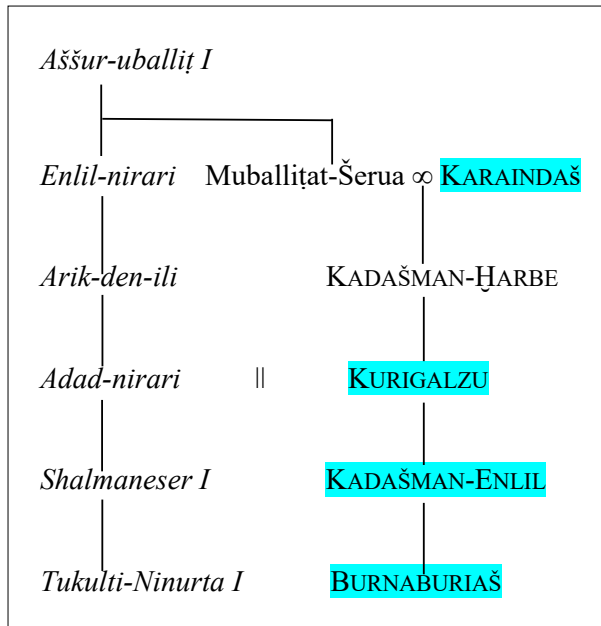 Aššur-uballiṭ I
Enlil-nirari Muballiṭat-Šerua ∞ KARAINDAš
Arik-den-ili KADAŠMAN-ḪARBE
Adad-nirari || KURIGALZU
Shalmaneser I KADAŠMAN-ENLIL
Tukulti-Ninurta I BURNABURIAŠ